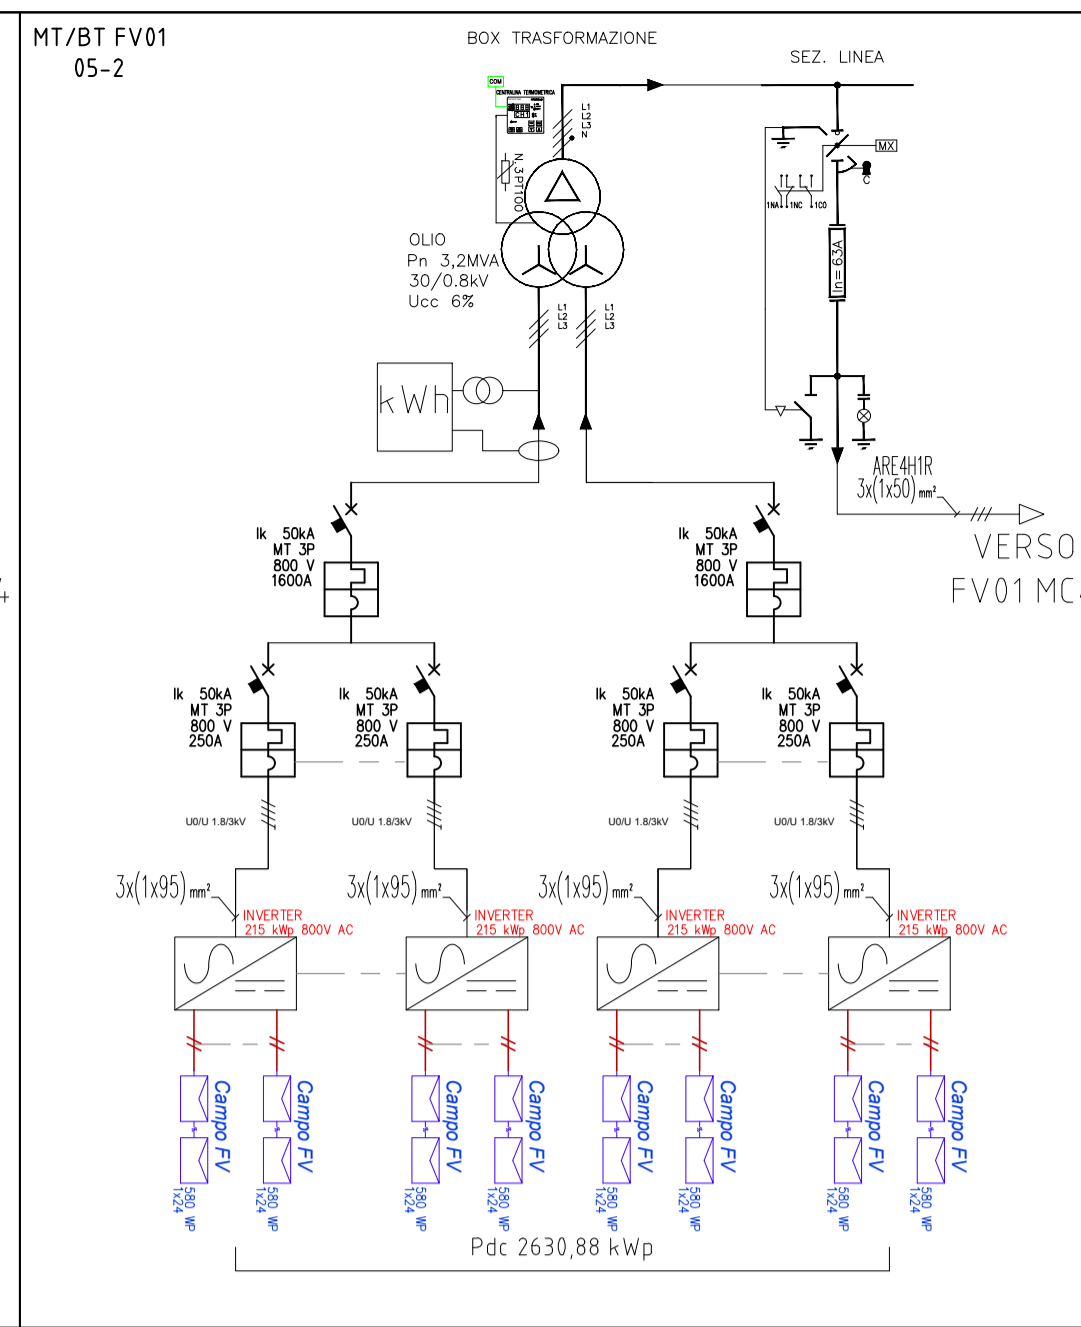 MT/BT FV01
05-2
BOX TRASFORMAZIONE
SEZ. LINEA
COM
CENTRALINA TERMOMETRICA
CH1
L1
L2
L3
N
N. 3 PT100
MX
C
1NA
1NC
1CO
In= 63A
OLIO
Pn 3,2MVA
30/0.8kV
Ucc 6%
L1
L2
L3
L1
L2
L3
kWh
ARE4H1R
3x(1x50) mm²
VERSO
FV01 MC
Ik 50kA
MT 3P
800 V
1600A
Ik 50kA
MT 3P
800 V
1600A
Ik 50kA
MT 3P
800 V
250A
Ik 50kA
MT 3P
800 V
250A
Ik 50kA
MT 3P
800 V
250A
Ik 50kA
MT 3P
800 V
250A
U0/U 1.8/3kV
U0/U 1.8/3kV
U0/U 1.8/3kV
U0/U 1.8/3kV
3x(1x95) mm²
3x(1x95) mm²
3x(1x95) mm²
3x(1x95) mm²
INVERTER
215 kWp 800V AC
INVERTER
215 kWp 800V AC
INVERTER
215 kWp 800V AC
INVERTER
215 kWp 800V AC
Campo FV
Campo FV
Campo FV
Campo FV
Campo FV
Campo FV
Campo FV
Campo FV
580 WP
1x24
580 WP
1x24
580 WP
1x24
580 WP
1x24
580 WP
1x24
580 WP
1x24
580 WP
1x24
580 WP
1x24
Pdc 2630,88 kWp